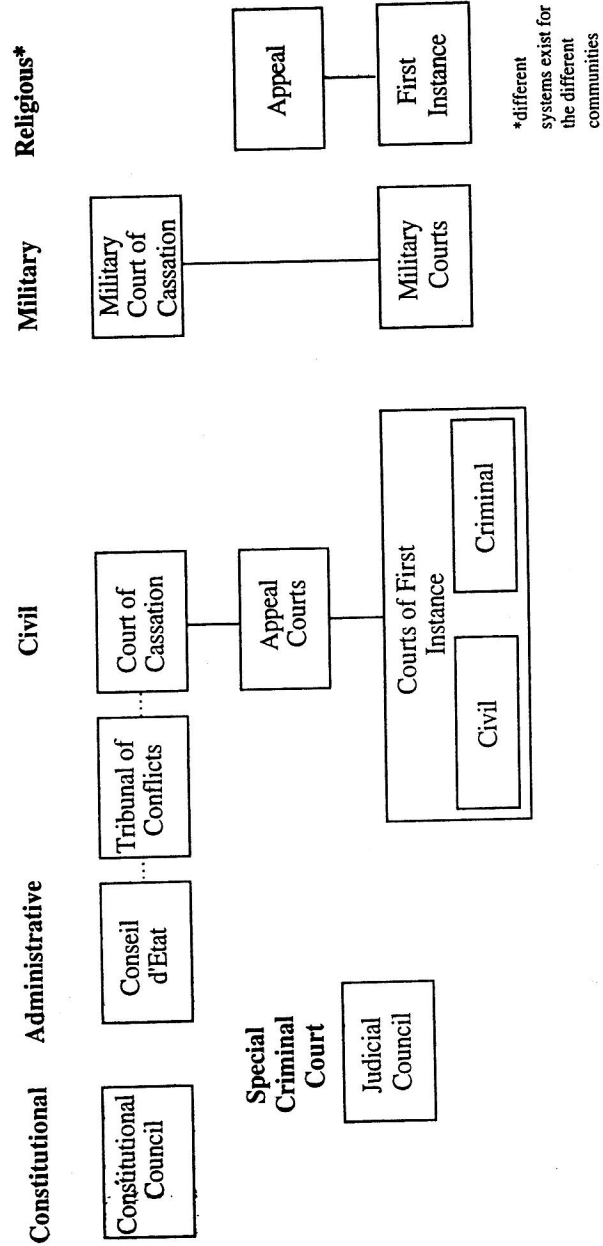 Constitutional
Administrative
Civil
Military
Religious*
Constitutional
Council
Conseil
d'Etat
Tribunal of
Conflicts
Court of
Cassation
Military
Court of
Cassation
Special
Criminal
Court
Judicial
Council
Appeal
Courts
Appeal
Courts of First
Instance
Civil
Criminal
Military
Courts
First
Instance
*different
systems exist for
the different
communities